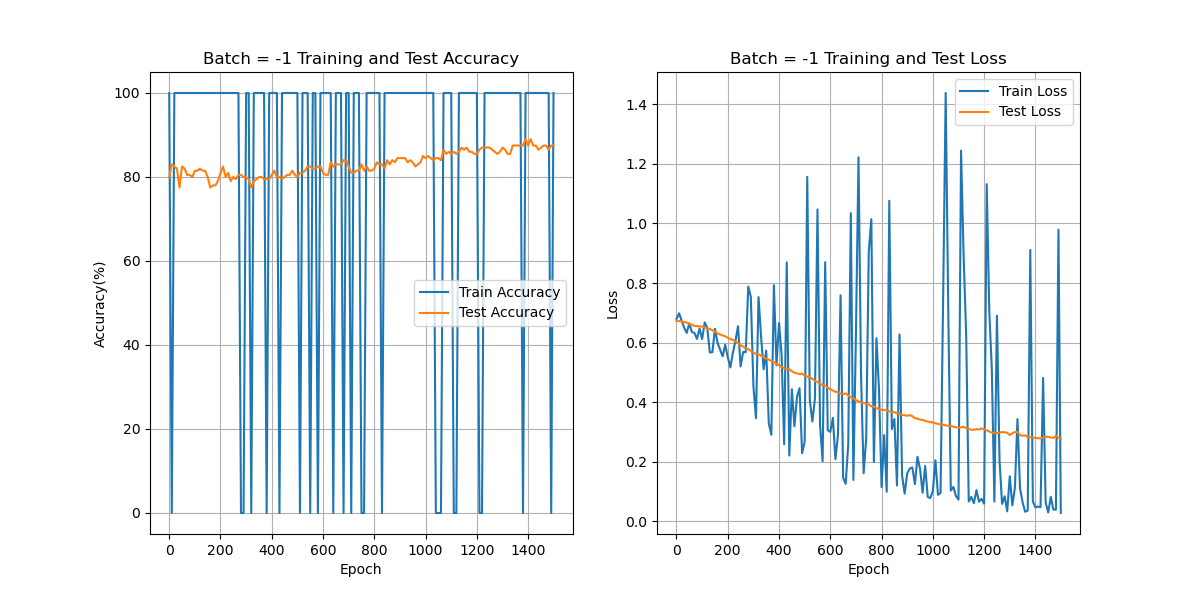 Batch = -1 Training and Test Accuracy
100
80
60
40
20
0
Accuracy(%)
Train Accuracy
Test Accuracy
0 200 400 600 800 1000 1200 1400
Epoch
Batch = -1 Training and Test Loss
1.4
1.2
1.0
0.8
0.6
0.4
0.2
0.0
Loss
Train Loss
Test Loss
0 200 400 600 800 1000 1200 1400
Epoch